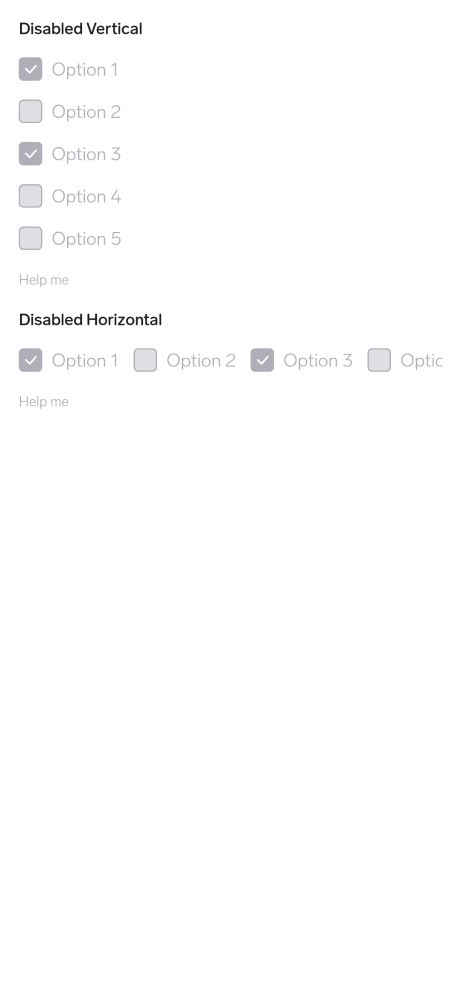 Disabled Vertical
Option 1
Option 2
Option 3
Option 4
Option 5
Help me
Disabled Horizontal
Option 1 Option 2 Option 3 Optic
Help me